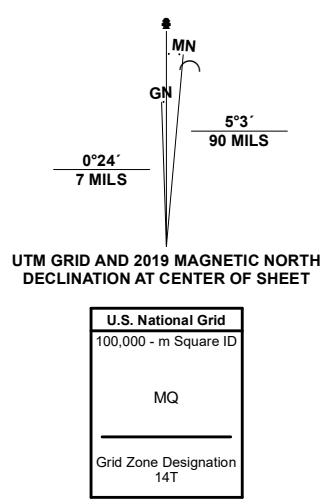 MN
GN
5°3´
90 MILS
0°24´
7 MILS
UTM GRID AND 2019 MAGNETIC NORTH
DECLINATION AT CENTER OF SHEET
U.S. National Grid
100,000 - m Square ID
MQ
Grid Zone Designation
14T